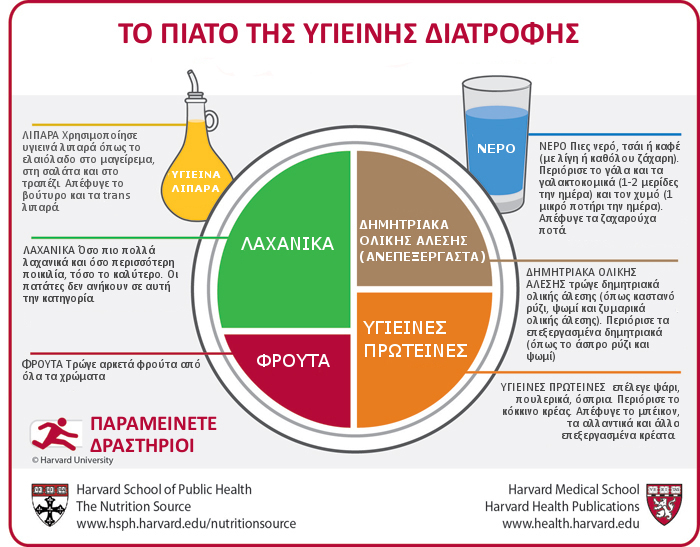 ΤΟ ΠΙΑΤΟ ΤΗΣ ΥΓΙΕΙΝΗΣ ΔΙΑΤΡΟΦΗΣ
ΛΙΠΑΡΑ Χρησιμοποίησε
υγιεινά λιπαρά όπως το
ελαιόλαδο στο μαγείρεμα,
στη σαλάτα και στο
τραπέζι. Απέφυγε το
βούτυρο και τα trans
λιπαρά.
ΥΓΙΕΙΝΑ
ΛΙΠΑΡΑ
ΝΕΡΟ
ΝΕΡΟ Πιες νερό, τσάι ή καφέ
(με λίγη ή καθόλου ζάχαρη).
Περιόρισε το γάλα και τα
γαλακτοκομικά (1-2 μερίδες
την ημέρα) και τον χυμό (1
μικρό ποτήρι την ημέρα).
Απέφυγε τα ζαχαρούχα
ποτά.
ΛΑΧΑΝΙΚΑ
ΔΗΜΗΤΡΙΑΚΑ
ΟΛΙΚΗΣ ΑΛΕΣΗΣ
(ΑΝΕΠΕΞΕΡΓΑΣΤΑ)
ΛΑΧΑΝΙΚΑ Όσο πιο πολλά
λαχανικά και όσο περισσότερη
ποικιλία, τόσο το καλύτερο. Οι
πατάτες δεν ανήκουν σε αυτή
την κατηγορία.
ΔΗΜΗΤΡΙΑΚΑ ΟΛΙΚΗΣ
ΑΛΕΣΗΣ τρώγε δημητριακά
ολικής άλεσης (όπως καστανό
ρύζι, ψωμί και ζυμαρικά
ολικής άλεσης). Περιόρισε τα
επεξεργασμένα δημητριακά
(όπως το άσπρο ρύζι και
ψωμί)
ΦΡΟΥΤΑ
ΥΓΙΕΙΝΕΣ
ΠΡΩΤΕΙΝΕΣ
ΦΡΟΥΤΑ Τρώγε αρκετά φρούτα από
όλα τα χρώματα
ΥΓΙΕΙΝΕΣ ΠΡΩΤΕΙΝΕΣ επέλεγε ψάρι,
πουλερικά, όσπρια. Περιόρισε το
κόκκινο κρέας. Απέφυγε το μπέικον,
τα αλλαντικά και άλλο
επεξεργασμένα κρέατα.
ΠΑΡΑΜΕΙΝΕΤΕ
ΔΡΑΣΤΗΡΙΟΙ
© Harvard University
Harvard School of Public Health
The Nutrition Source
www.hsph.harvard.edu/nutritionsource
Harvard Medical School
Harvard Health Publications
www.health.harvard.edu